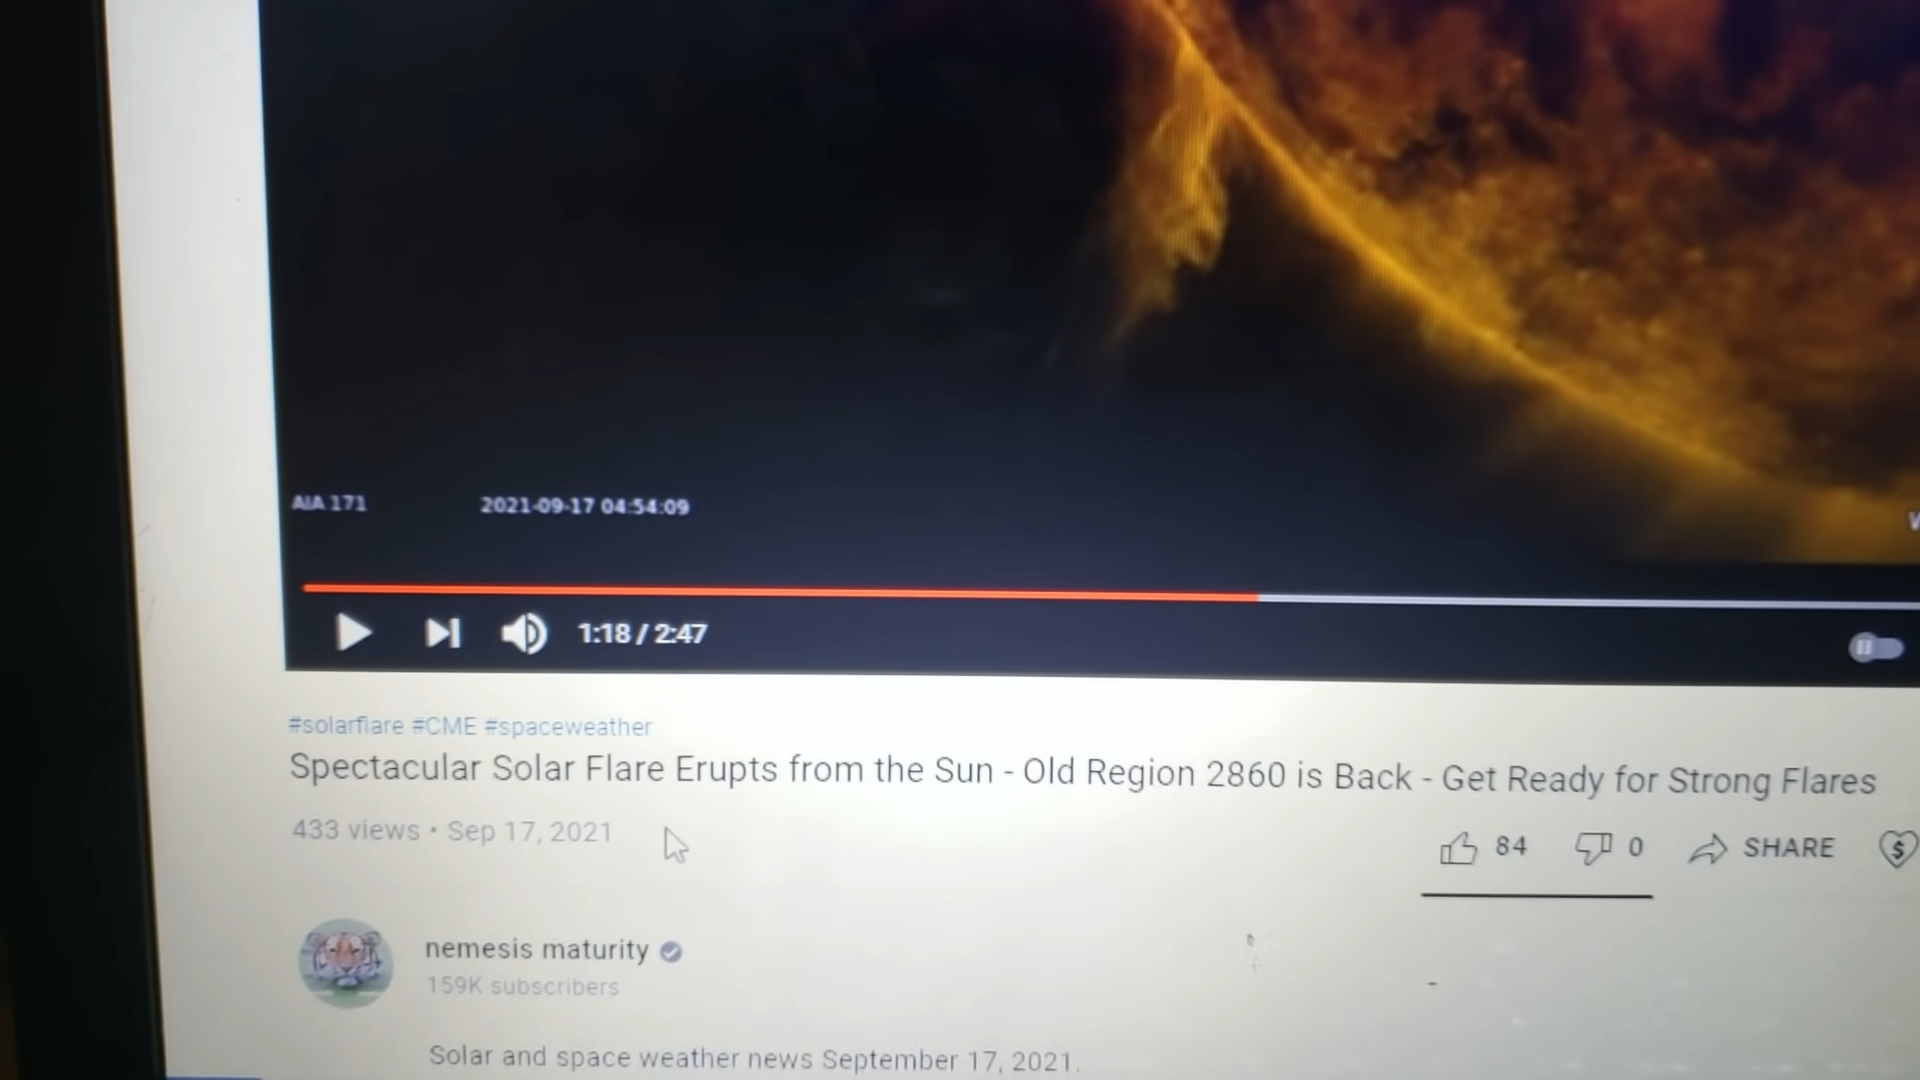 AIA 171 2021-09-17 04:54:09
1:18 / 2:47
#solarflare #CME #spaceweather
Spectacular Solar Flare Erupts from the Sun - Old Region 2860 is Back - Get Ready for Strong Flares
433 views • Sep 17, 2021
84 0 SHARE
nemesis maturity
159K subscribers
Solar and space weather news September 17, 2021.